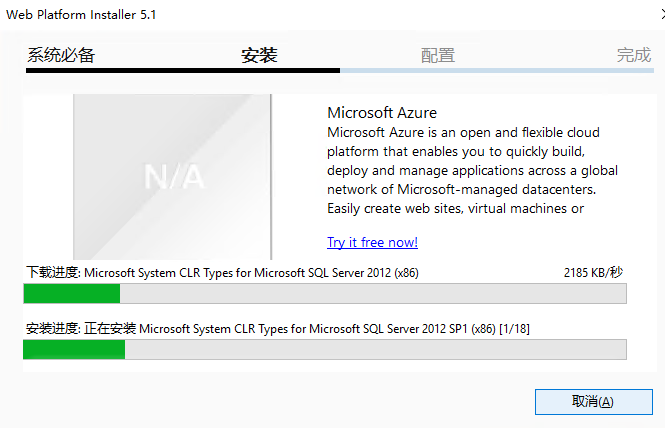 Web Platform Installer 5.1
系统必备 安装 配置 完成
N/A
Microsoft Azure
Microsoft Azure is an open and flexible cloud
platform that enables you to quickly build,
deploy and manage applications across a global
network of Microsoft-managed datacenters.
Easily create web sites, virtual machines or
Try it free now!
下载进度: Microsoft System CLR Types for Microsoft SQL Server 2012 (x86) 2185 KB/秒
安装进度: 正在安装 Microsoft System CLR Types for Microsoft SQL Server 2012 SP1 (x86) [1/18]
取消(A)